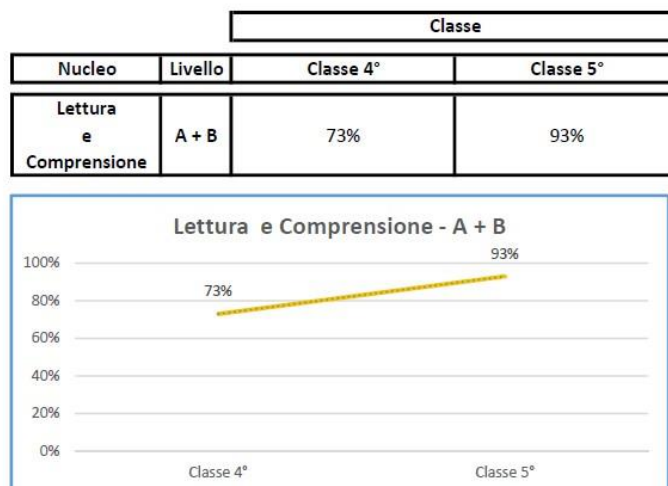 Classe
Nucleo Livello Classe 4° Classe 5°
Lettura
e
Comprensione
A + B 73% 93%
Lettura e Comprensione - A + B
100%
80%
60%
40%
20%
0%
73%
93%
Classe 4° Classe 5°